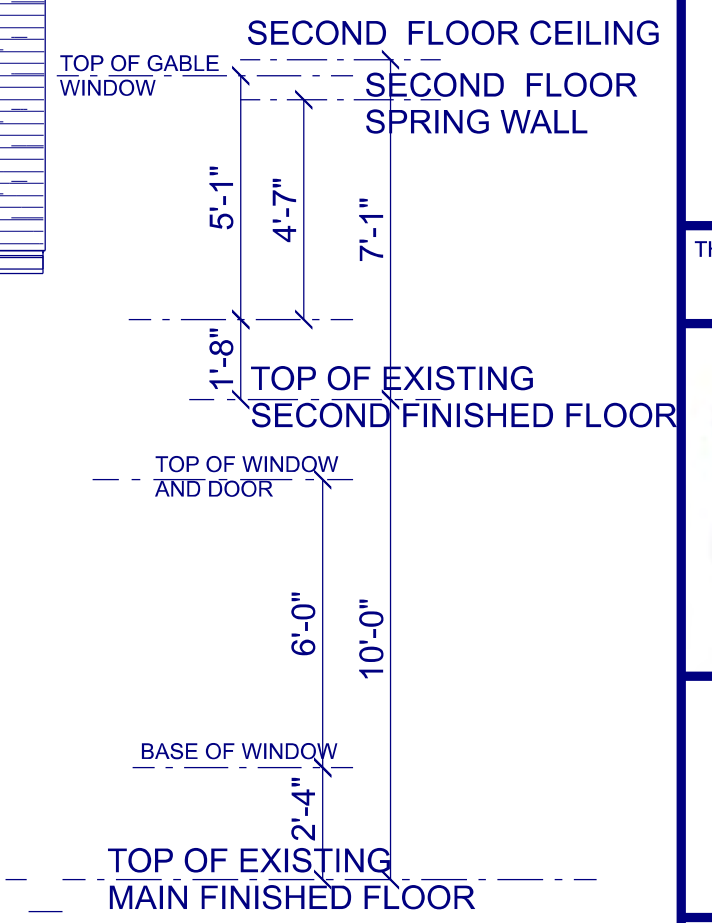 SECOND FLOOR CEILING
TOP OF GABLE
WINDOW
SECOND FLOOR
SPRING WALL
5'-1"
4'-7"
7'-1"
TH
1'-8"
TOP OF EXISTING
SECOND FINISHED FLOOR
TOP OF WINDOW
AND DOOR
6'-0"
10'-0"
BASE OF WINDOW
2'-4"
TOP OF EXISTING
MAIN FINISHED FLOOR